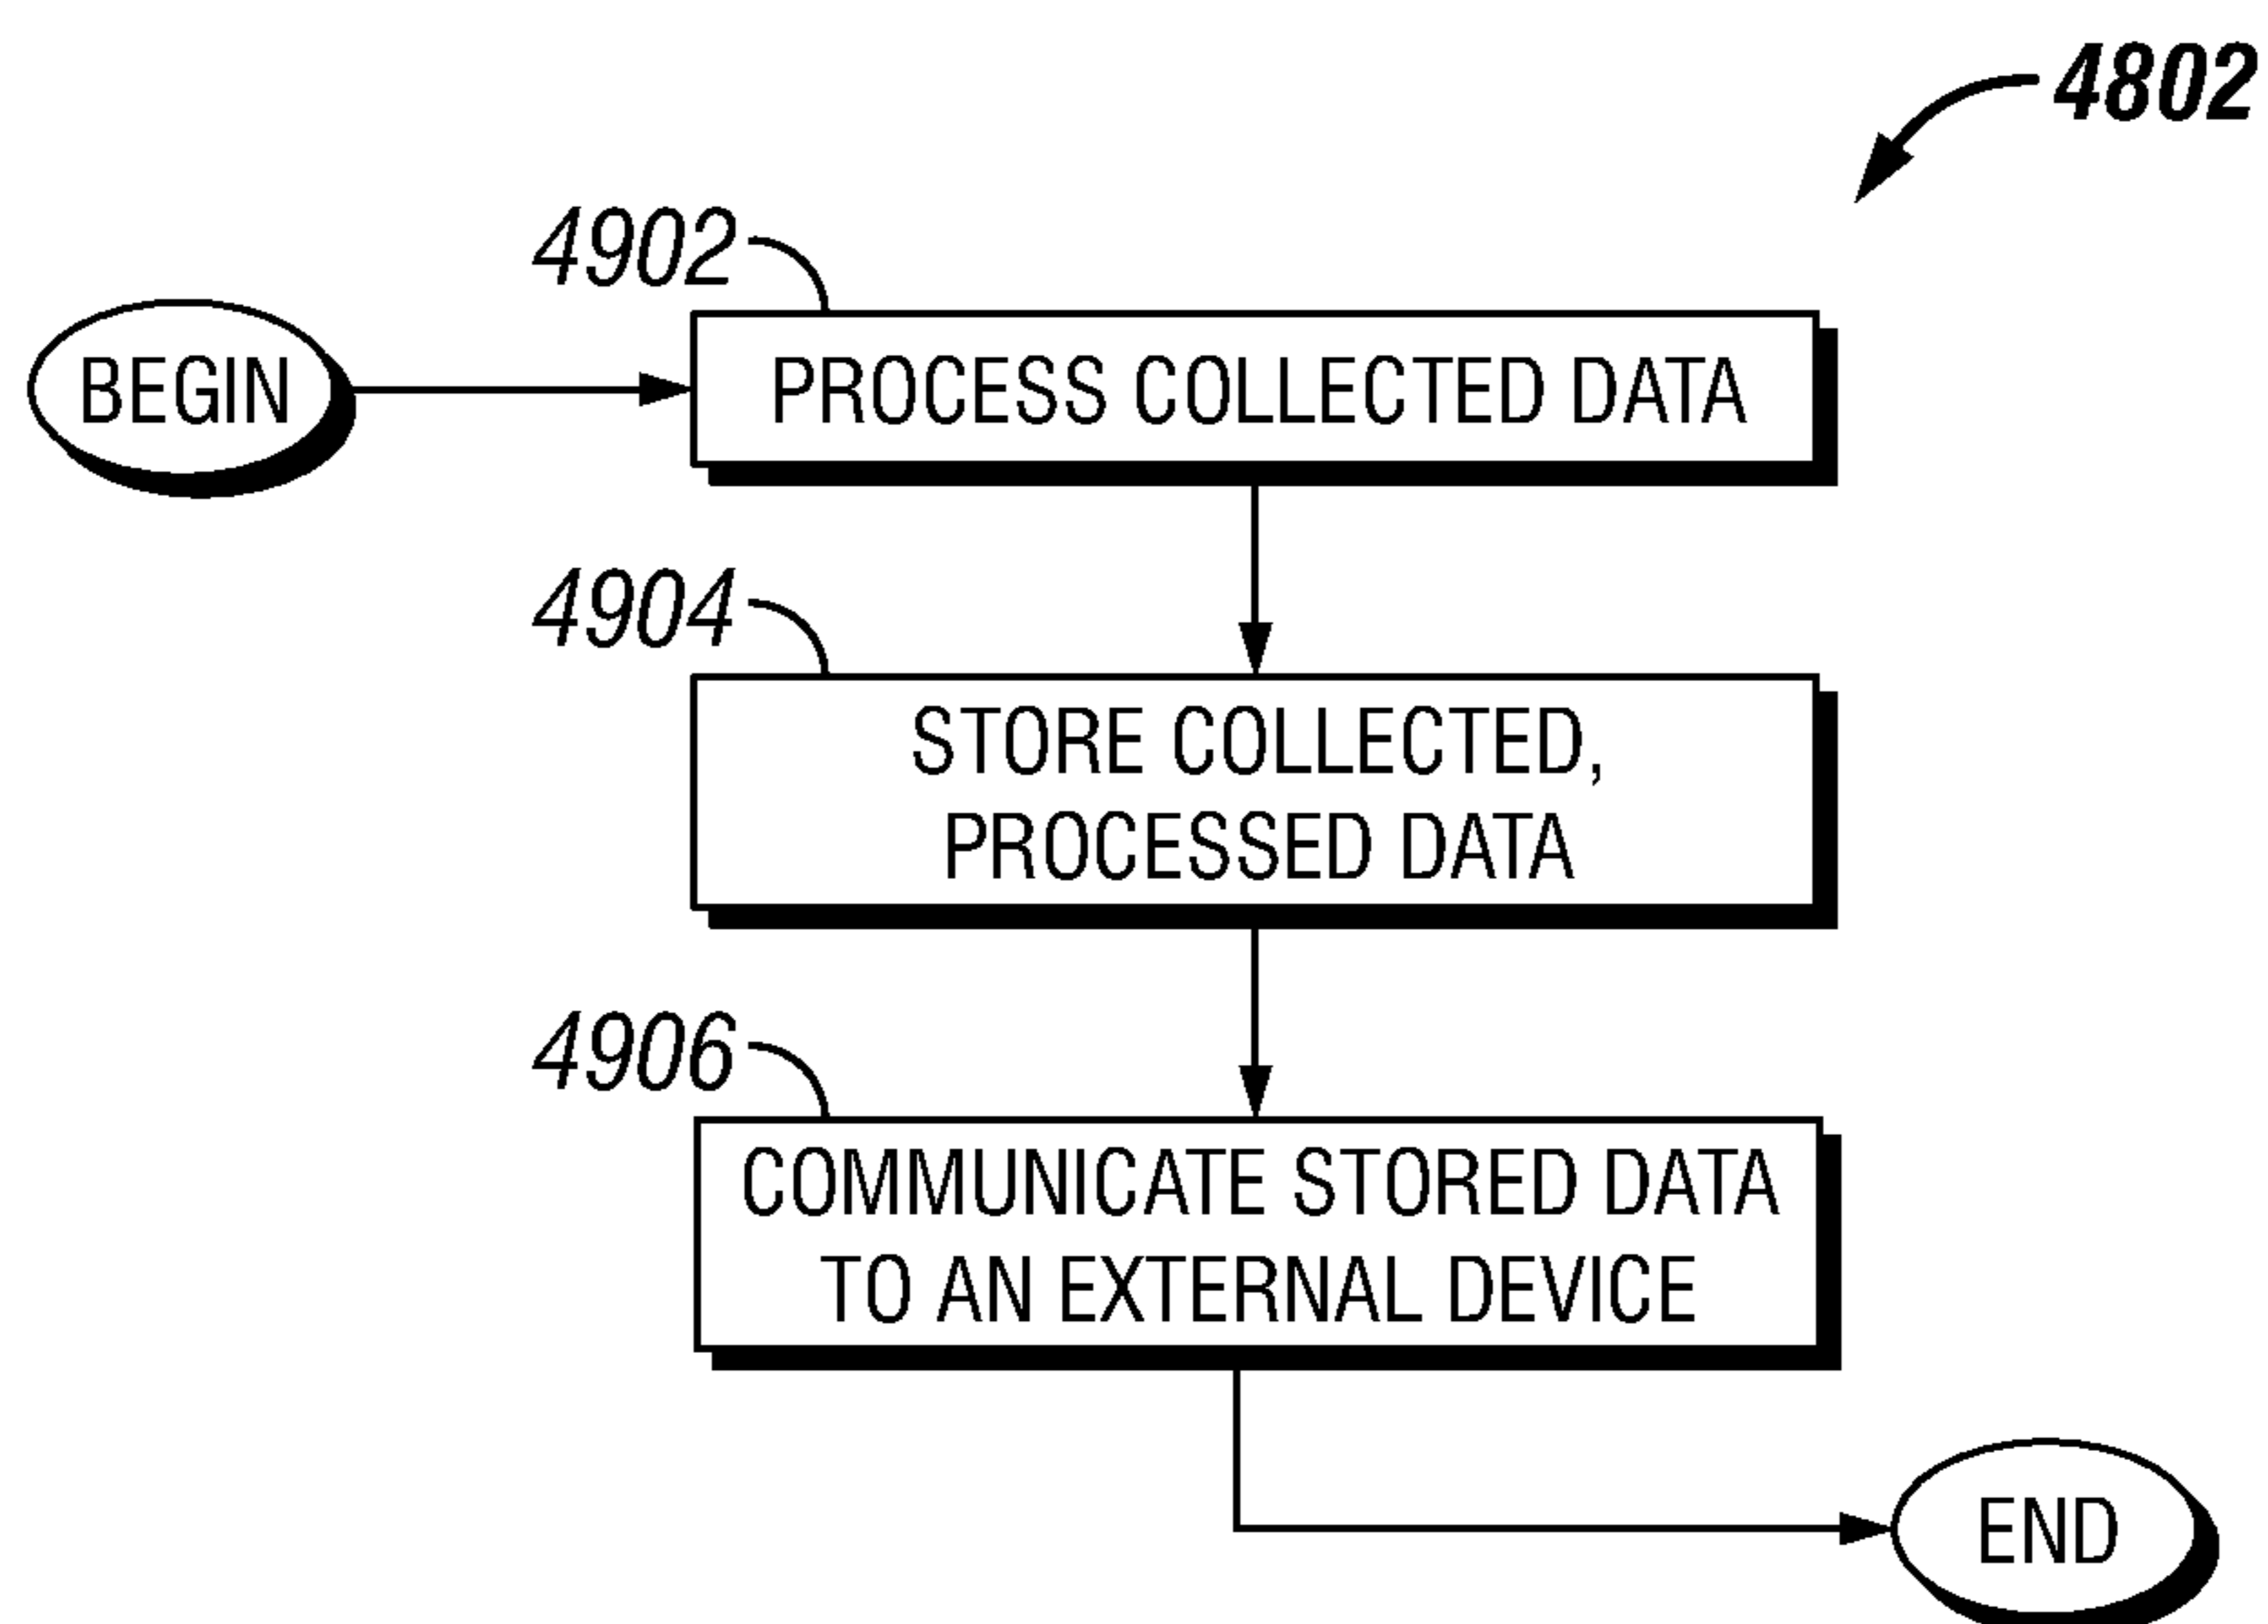 4802
4902
BEGIN
PROCESS COLLECTED DATA
4904
STORE COLLECTED,
PROCESSED DATA
4906
COMMUNICATE STORED DATA
TO AN EXTERNAL DEVICE
END